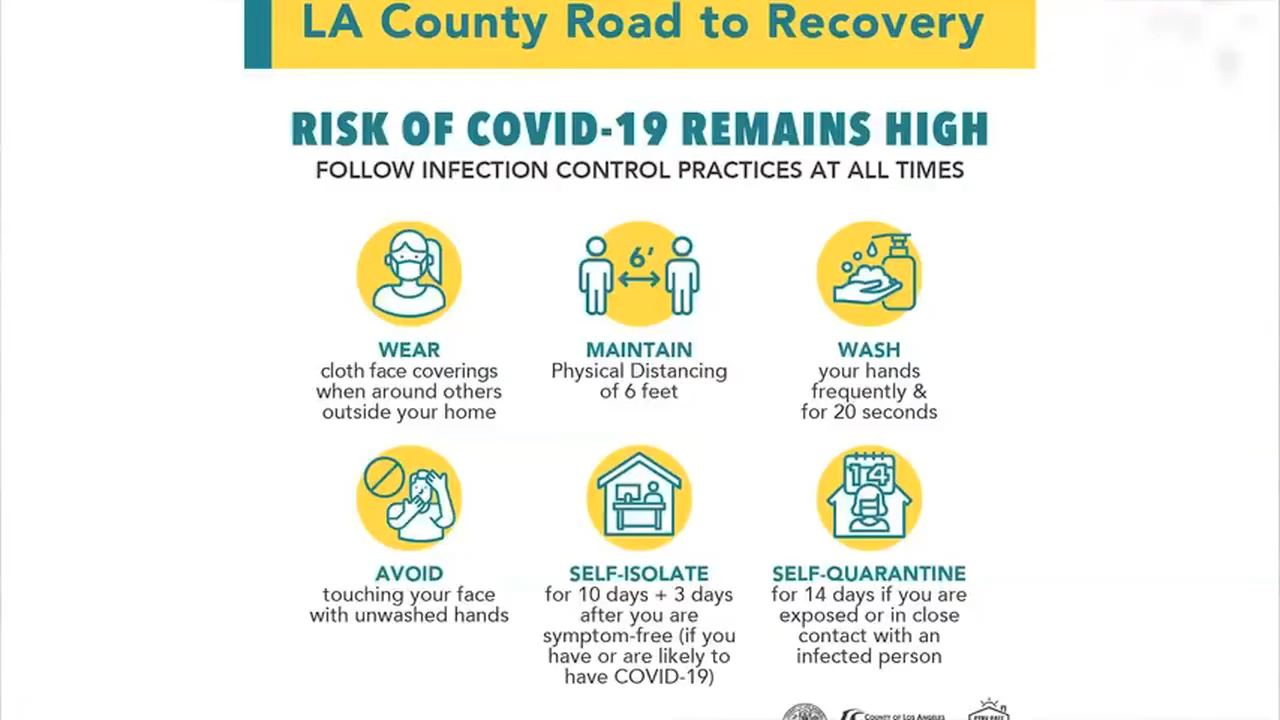 LA County Road to Recovery
RISK OF COVID-19 REMAINS HIGH
FOLLOW INFECTION CONTROL PRACTICES AT ALL TIMES
6'
WEAR
cloth face coverings
when around others
outside your home
MAINTAIN
Physical Distancing
of 6 feet
WASH
your hands
frequently &
for 20 seconds
14
AVOID
touching your face
with unwashed hands
SELF-ISOLATE
for 10 days + 3 days
after you are
symptom-free (if you
have or are likely to
have COVID-19)
SELF-QUARANTINE
for 14 days if you are
exposed or in close
contact with an
infected person
COUNTY OF LOS ANGELES